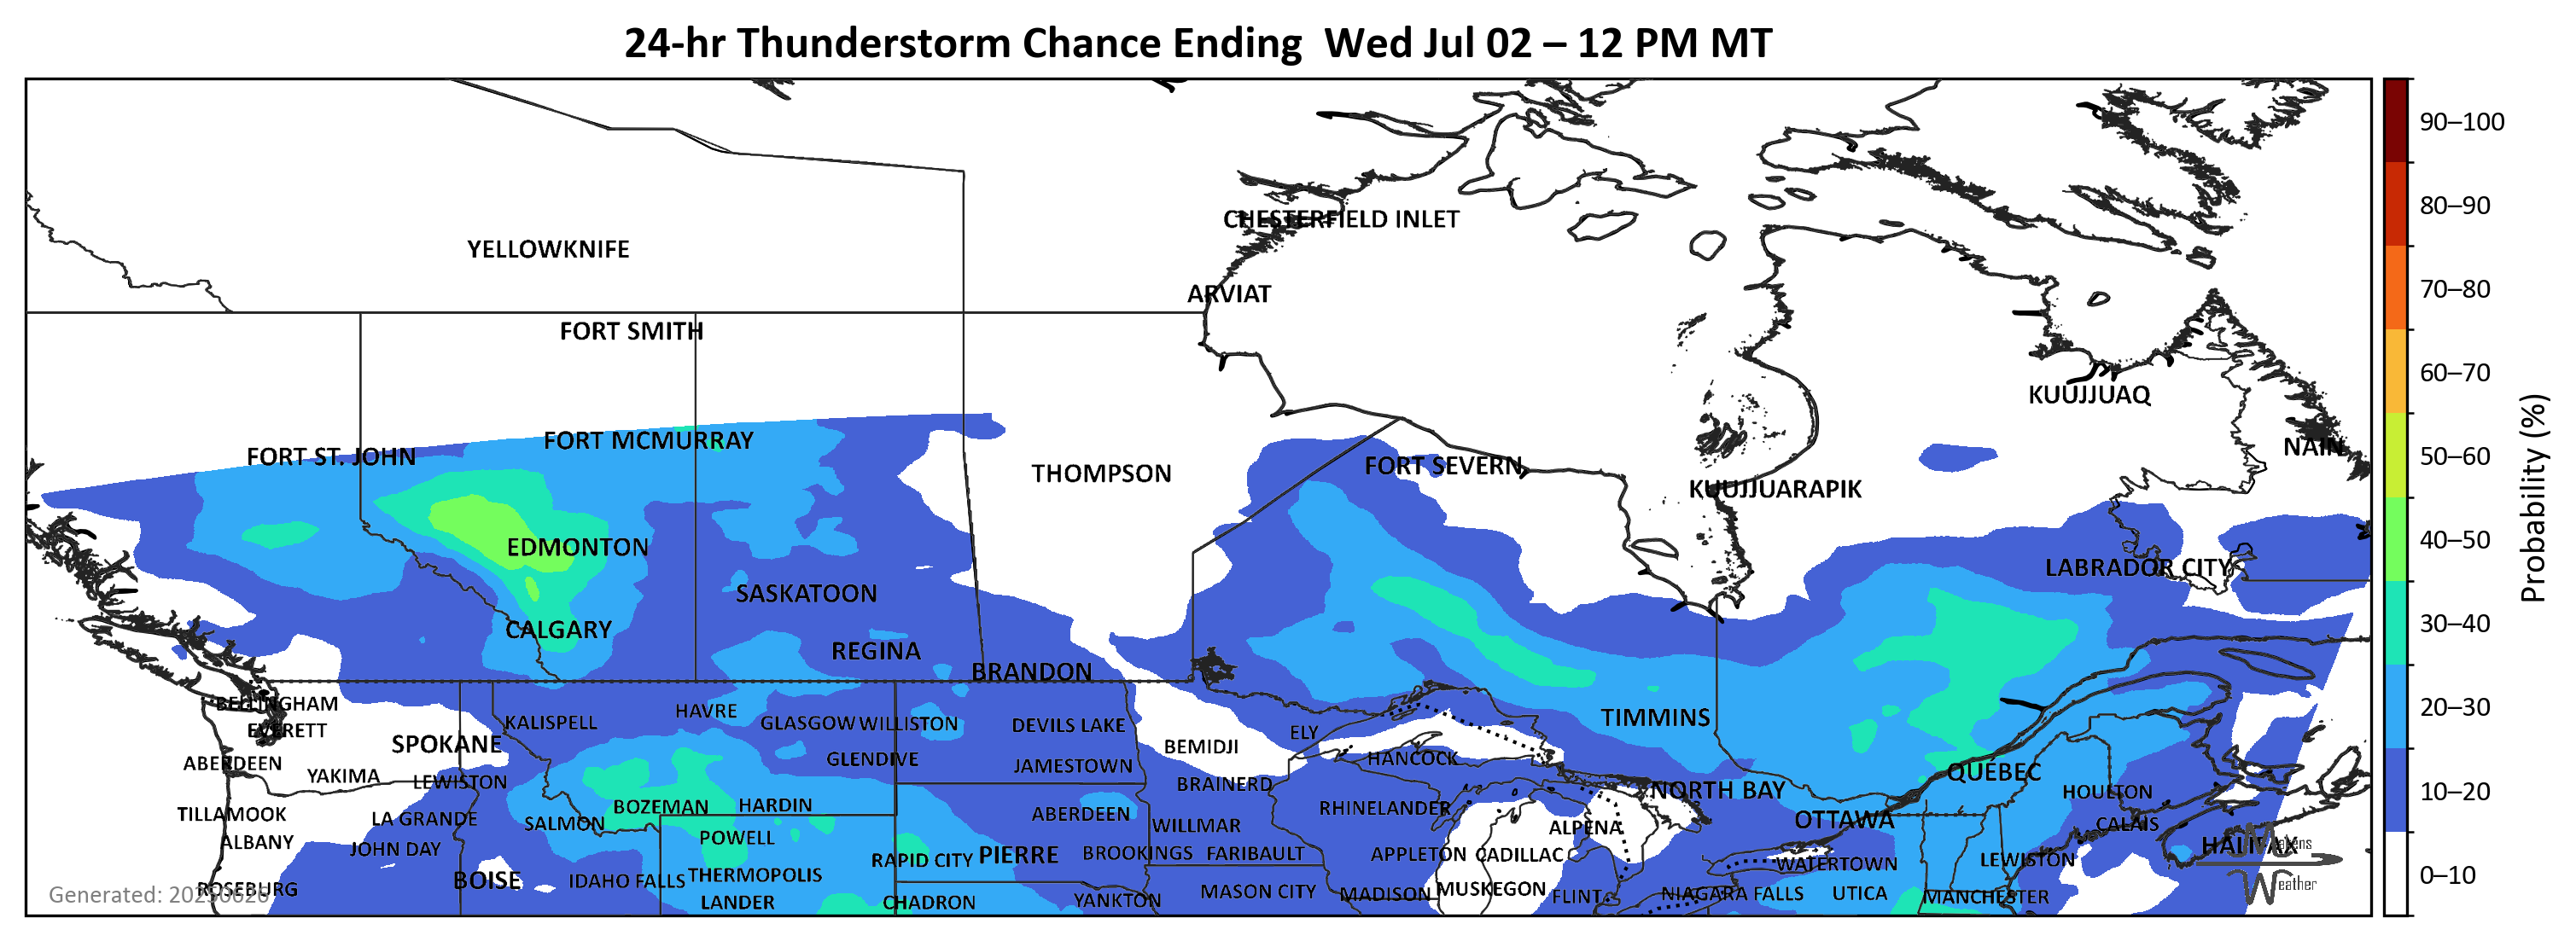 24-hr Thunderstorm Chance Ending  Wed Jul 02 – 12 PM MT
90–100
80–90
CHESTERFIELD INLET
YELLOWKNIFE
70–80
ARVIAT
FORT SMITH
60–70
KUUJJUAQ
FORT MCMURRAY
NAIN
50–60
FORT ST. JOHN
FORT SEVERN
THOMPSON
KUUJJUARAPIK
Probability (%)
40–50
EDMONTON
LABRADOR CITY
SASKATOON
30–40
CALGARY
REGINA
BRANDON
BELLINGHAM
20–30
HAVRE
TIMMINS
KALISPELL
GLASGOW
WILLISTON
DEVILS LAKE
EVERETT
ELY
SPOKANE
BEMIDJI
GLENDIVE
HANCOCK
ABERDEEN
JAMESTOWN
QUÉBEC
YAKIMA
LEWISTON
BRAINERD
NORTH BAY
HOULTON
10–20
BOZEMAN
HARDIN
RHINELANDER
TILLAMOOK
ABERDEEN
LA GRANDE
OTTAWA
SALMON
WILLMAR
CALAIS
ALPENA
POWELL
ALBANY
HALIFAX
JOHN DAY
BROOKINGS
FARIBAULT
APPLETON
CADILLAC
PIERRE
RAPID CITY
LEWISTON
WATERTOWN
0–10
THERMOPOLIS
BOISE
IDAHO FALLS
Weather
ROSEBURG
MUSKEGON
MASON CITY
MADISON
Generated: 20250626
NIAGARA FALLS
UTICA
FLINT
MANCHESTER
YANKTON
LANDER
CHADRON